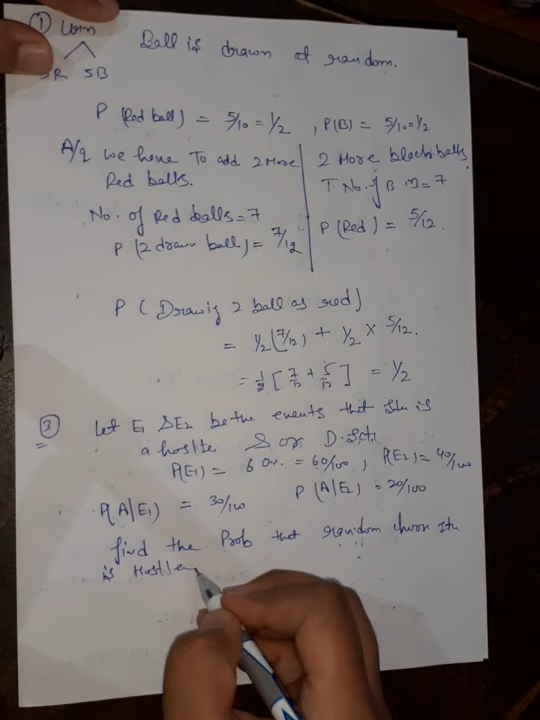 ① Urn Ball is drawn at random.
5R 5B
P (Red ball) = 5/10 = 1/2 , P(B) = 5/10 = 1/2
A/q we have To add 2 More
Red balls.
No. of Red balls = 7
P (2 drawn ball) = 7/12
2 More black balls
T. No. of B = 7
P (Red) = 5/12.
P ( Drawig 2 ball as red)
= 1/2 (7/12) + 1/2 × 5/12.
= 1/2 [ 7/12 + 5/12 ] = 1/2
③ Let E1 & E2 be the events that Stu is
a hostle S or D.
P(E1) = 60%. = 60/100 , P(E2) = 40/100
P(A|E1) = 30/100 P (A|E2) = 20/100
find the Prob that random choose Stu
is Hostler